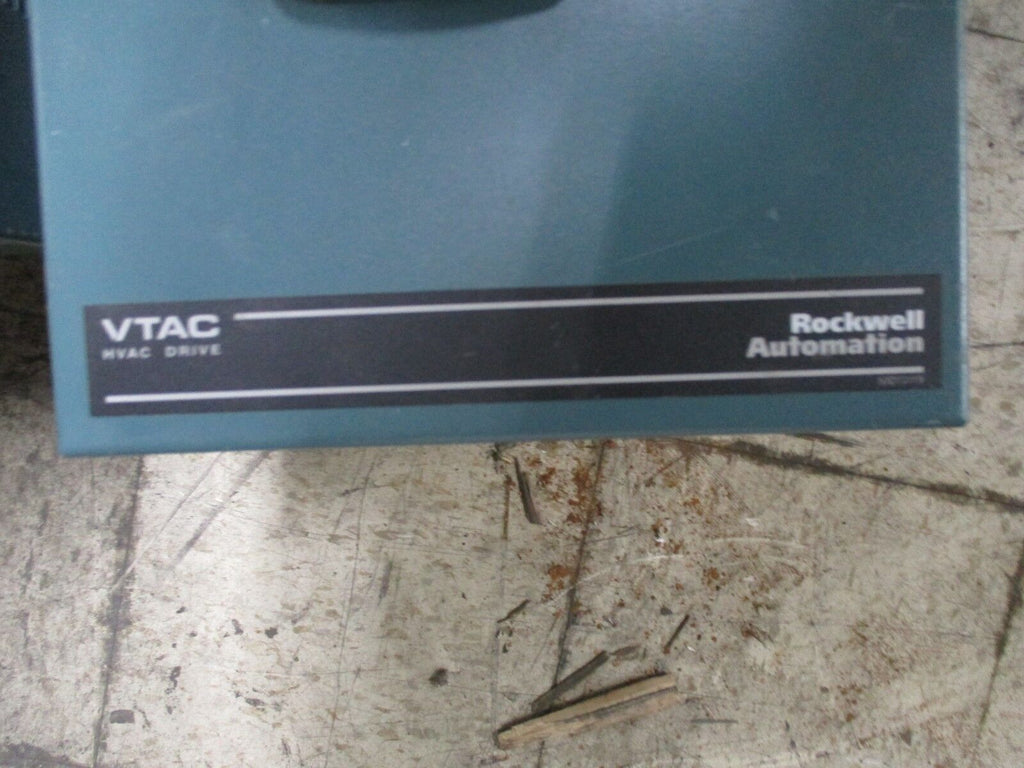 VTAC
HVAC DRIVE
Rockwell
Automation